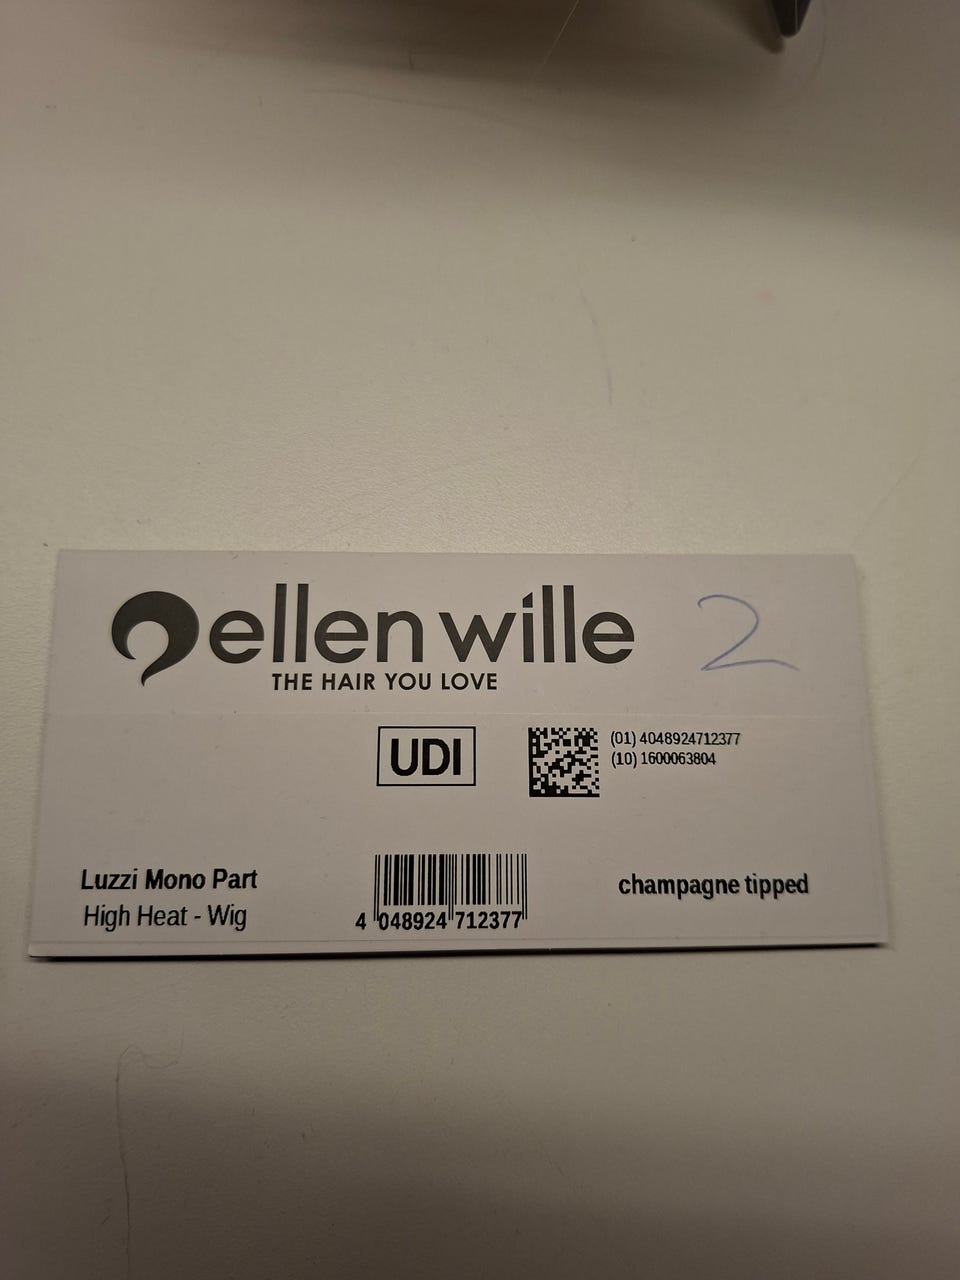 ellen wille 2
THE HAIR YOU LOVE
UDI
(01) 4048924712377
(10) 1600063804
Luzzi Mono Part
High Heat - Wig
4 048924 712377
champagne tipped